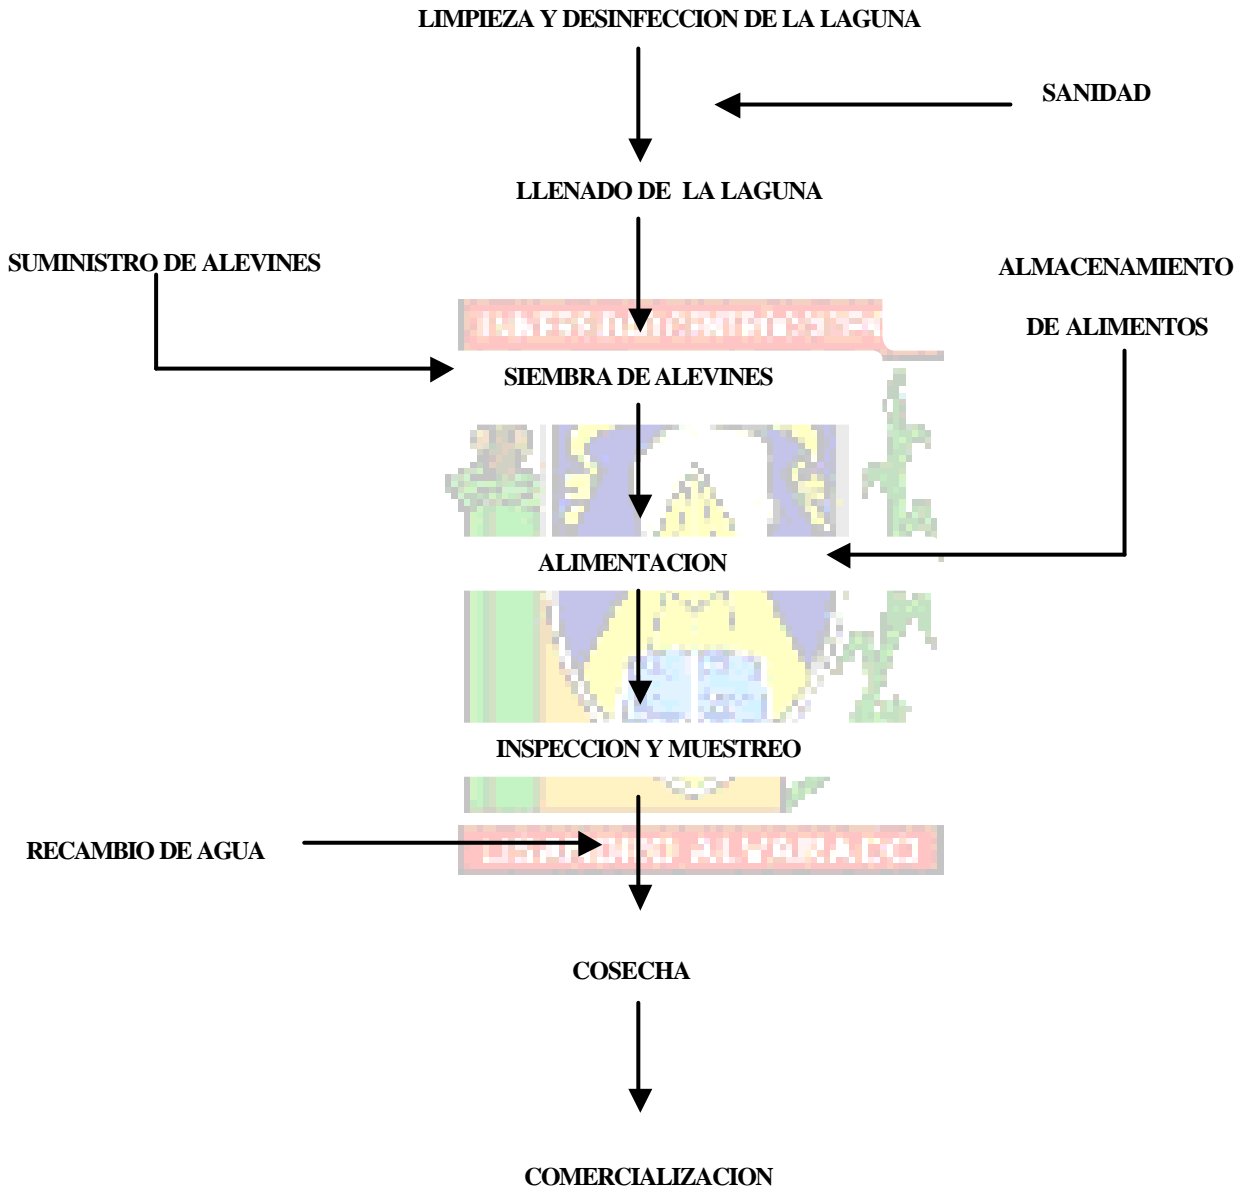 LIMPIEZA Y DESINFECCION DE LA LAGUNA
SANIDAD
LLENADO DE LA LAGUNA
SUMINISTRO DE ALEVINES
ALMACENAMIENTO
DE ALIMENTOS
SIEMBRA DE ALEVINES
ALIMENTACION
INSPECCION Y MUESTREO
RECAMBIO DE AGUA
ALVARADO
COSECHA
COMERCIALIZACION